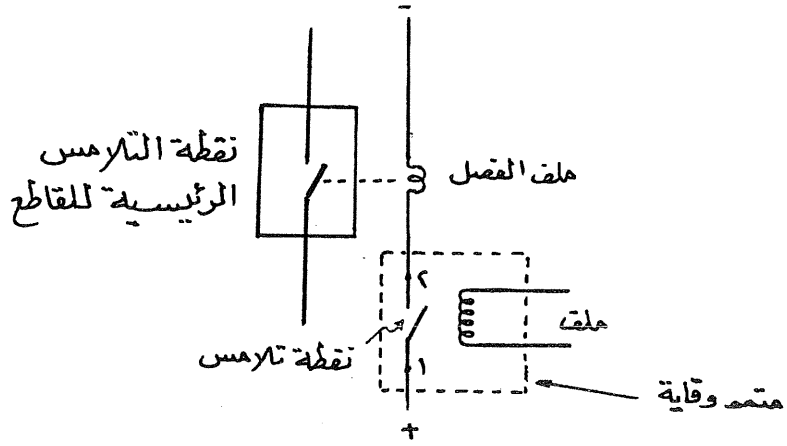 -
نقطة التلامس
الرئيسية للقاطع
ملف الفصل
٢
ملف
نقطة تلامس
١
متمم وقاية
+